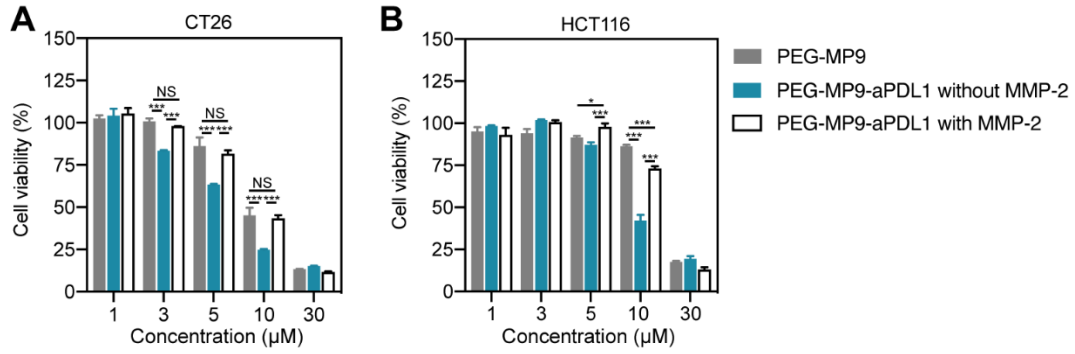 A
CT26
Cell viability (%)
150
125
100
75
50
25
0
NS
***
***
NS
*** ***
NS
*** ***
1 3 5 10 30
Concentration (μM)
B
HCT116
Cell viability (%)
150
125
100
75
50
25
0
*
***
***
***
***
1 3 5 10 30
Concentration (μM)
PEG-MP9
PEG-MP9-aPDL1 without MMP-2
PEG-MP9-aPDL1 with MMP-2